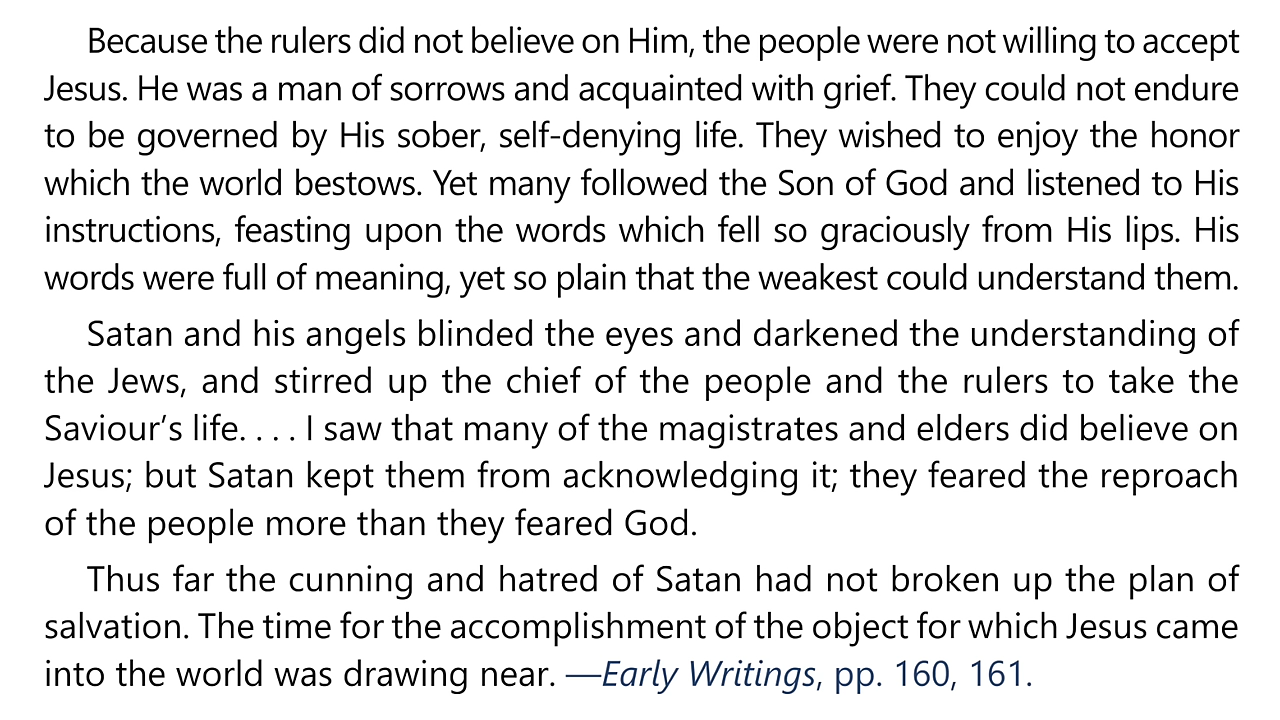 Because the rulers did not believe on Him, the people were not willing to accept
Jesus. He was a man of sorrows and acquainted with grief. They could not endure
to be governed by His sober, self-denying life. They wished to enjoy the honor
which the world bestows. Yet many followed the Son of God and listened to His
instructions, feasting upon the words which fell so graciously from His lips. His
words were full of meaning, yet so plain that the weakest could understand them.
Satan and his angels blinded the eyes and darkened the understanding of
the Jews, and stirred up the chief of the people and the rulers to take the
Saviour’s life. . . . I saw that many of the magistrates and elders did believe on
Jesus; but Satan kept them from acknowledging it; they feared the reproach
of the people more than they feared God.
Thus far the cunning and hatred of Satan had not broken up the plan of
salvation. The time for the accomplishment of the object for which Jesus came
into the world was drawing near. —Early Writings, pp. 160, 161.